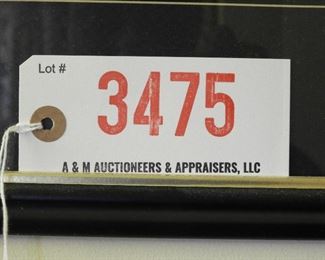 Lot #
3475
A & M AUCTIONEERS & APPRAISERS, LLC